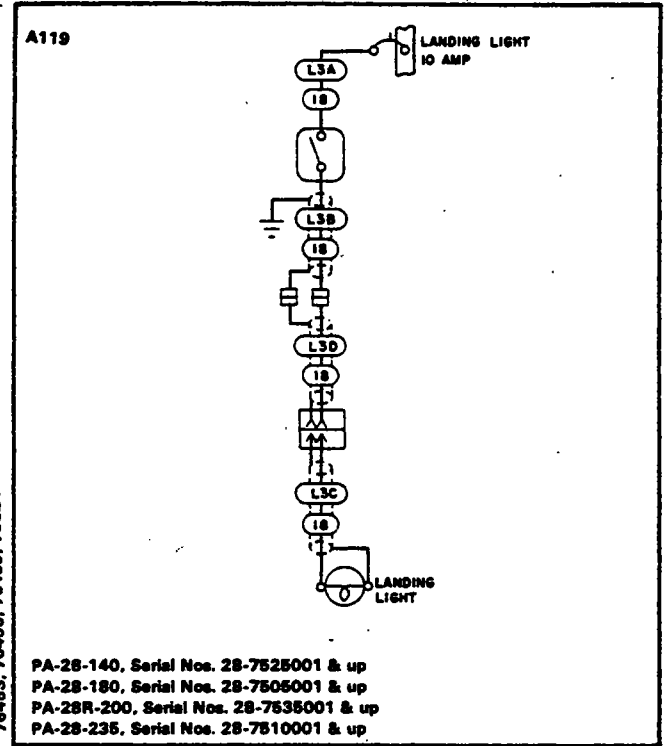 A119
LANDING LIGHT
10 AMP
L3A
18
L3B
18
L3D
18
L3C
18
LANDING
LIGHT
PA-28-140, Serial Nos. 28-7525001 & up
PA-28-180, Serial Nos. 28-7505001 & up
PA-28R-200, Serial Nos. 28-7535001 & up
PA-28-235, Serial Nos. 28-7510001 & up